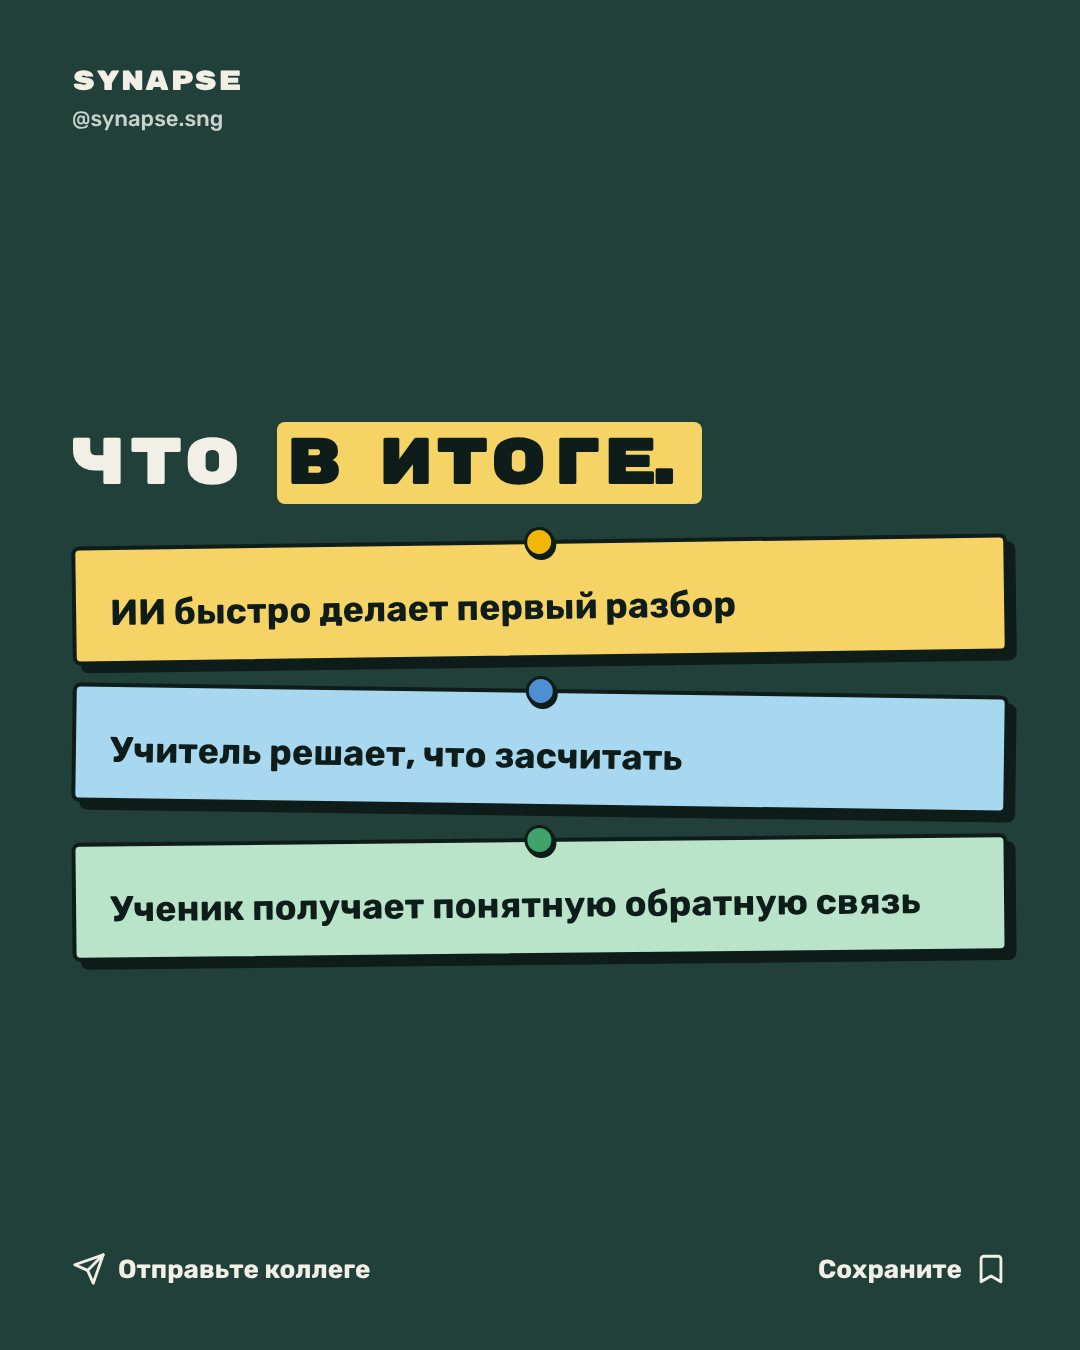 SYNAPSE
@synapse.sng
ЧТО В ИТОГЕ.
ИИ быстро делает первый разбор
Учитель решает, что засчитать
Ученик получает понятную обратную связь
Отправьте коллеге
Сохраните